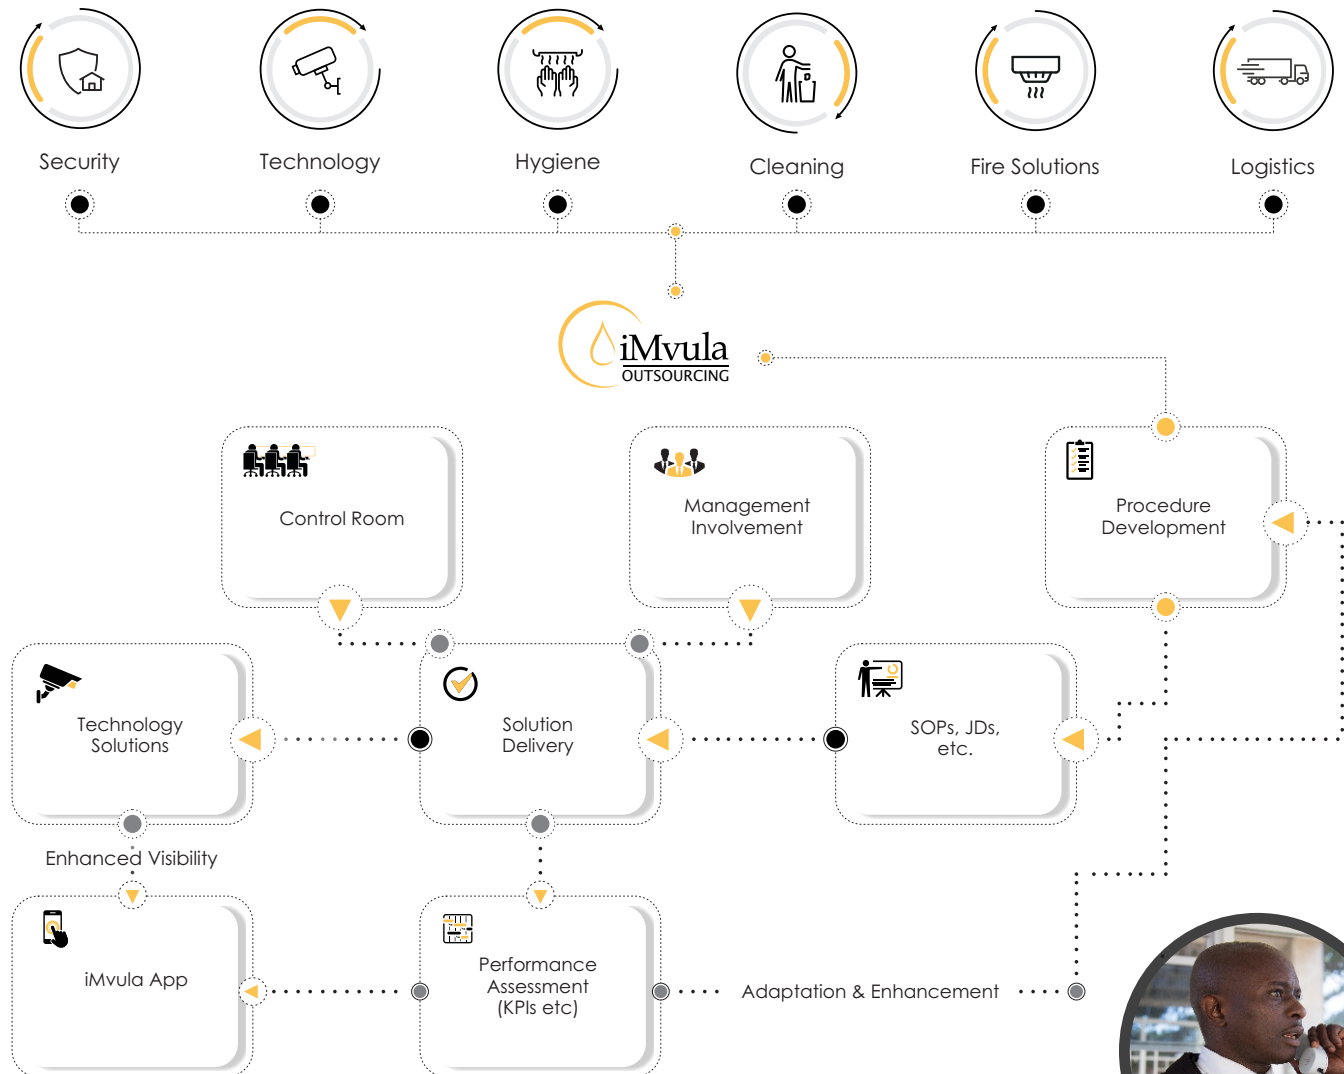 Security
Technology
Hygiene
Cleaning
Fire Solutions
Logistics
iMvula
OUTSOURCING
Control Room
Management
Involvement
Procedure
Development
Technology
Solutions
Solution
Delivery
SOPs, JDs,
etc.
Enhanced Visibility
iMvula App
Performance
Assessment
(KPIs etc)
Adaptation & Enhancement